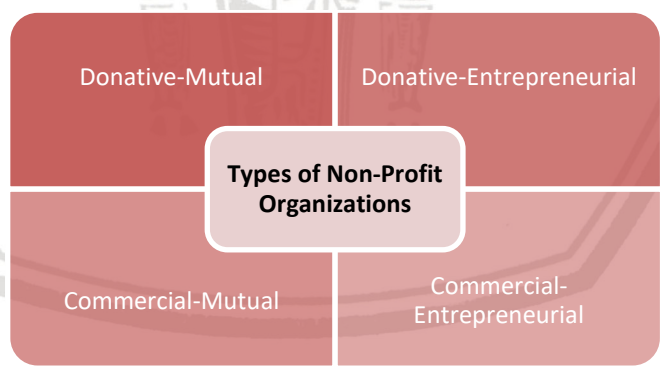 Donative-Mutual
Donative-Entrepreneurial
Types of Non-Profit
Organizations
Commercial-Mutual
Commercial-
Entrepreneurial